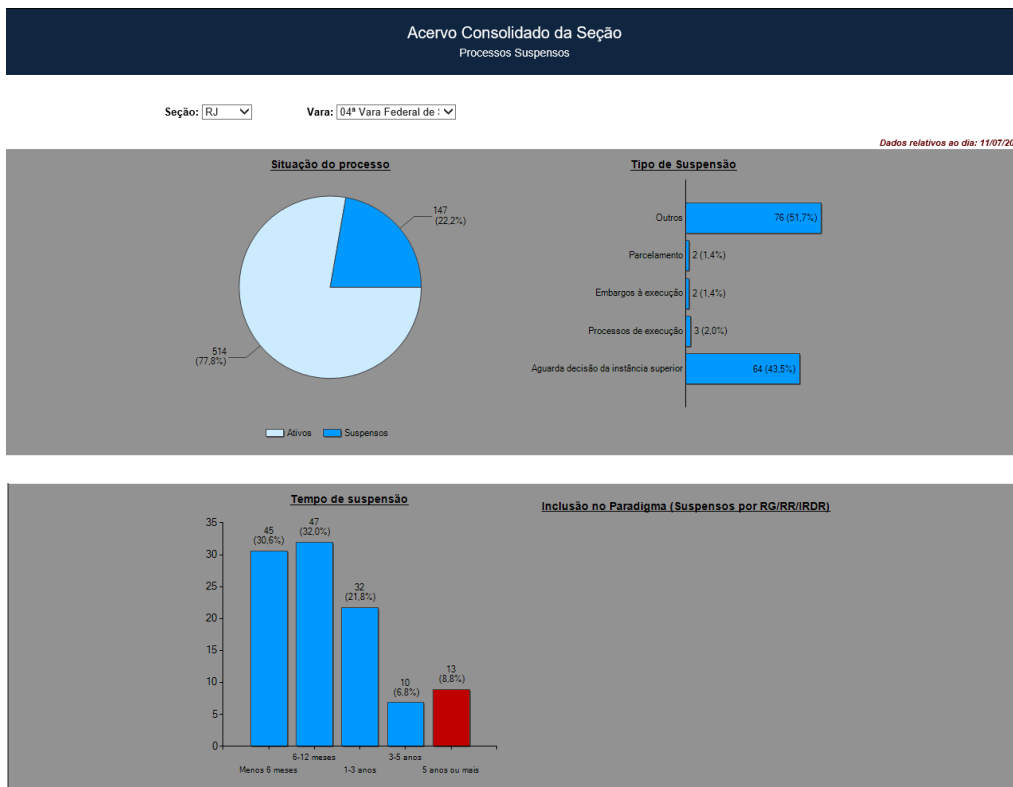 Acervo Consolidado da Seção
Processos Suspensos
Seção: RJ Vara: 04ª Vara Federal de
Dados relativos ao dia: 11/07/20
Situação do processo
147
(22,2%)
514
(77,8%)
Ativos Suspensos
Tipo de Suspensão
Outros 76 (51,7%)
Parcelamento 2 (1,4%)
Embargos à execução 2 (1,4%)
Processos de execução 3 (2,0%)
Aguarda decisão da instância superior 64 (43,5%)
Tempo de suspensão
35
30
25
20
15
10
5
0
45
(30,6%)
47
(32,0%)
32
(21,8%)
10
(6,8%)
13
(8,8%)
Menos 6 meses
6-12 meses
1-3 anos
3-5 anos
5 anos ou mais
Inclusão no Paradigma (Suspensos por RG/RR/IRDR)